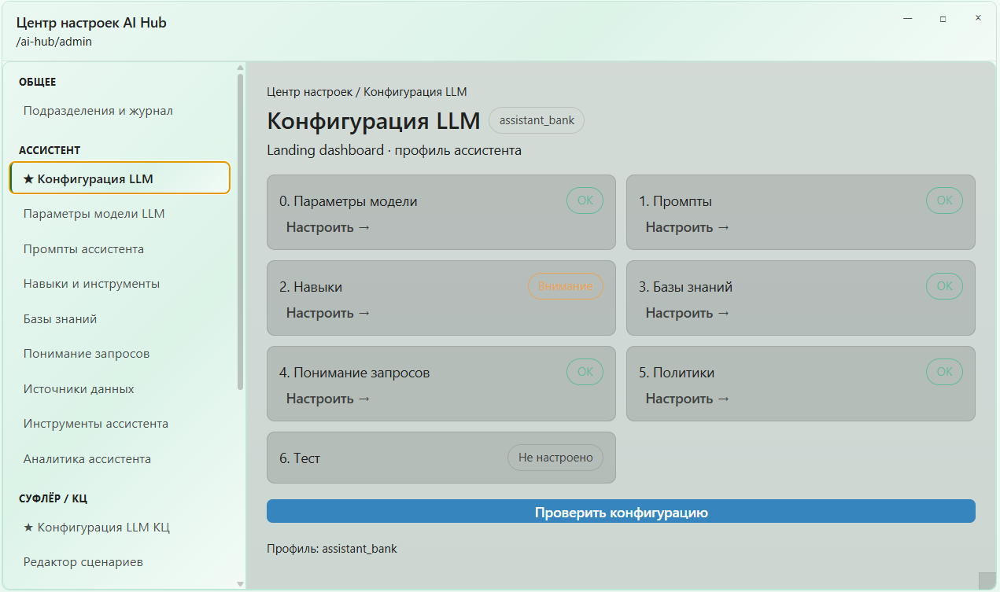 Центр настроек AI Hub
/ai-hub/admin
ОБЩЕЕ
Подразделения и журнал
АССИСТЕНТ
★ Конфигурация LLM
Параметры модели LLM
Промпты ассистента
Навыки и инструменты
Базы знаний
Понимание запросов
Источники данных
Инструменты ассистента
Аналитика ассистента
СУФЛЁР / КЦ
★ Конфигурация LLM КЦ
Редактор сценариев
Центр настроек / Конфигурация LLM
Конфигурация LLM assistant_bank
Landing dashboard · профиль ассистента
0. Параметры модели OK
Настроить →
1. Промпты OK
Настроить →
2. Навыки Внимание
Настроить →
3. Базы знаний OK
Настроить →
4. Понимание запросов OK
Настроить →
5. Политики OK
Настроить →
6. Тест Не настроено
Проверить конфигурацию
Профиль: assistant_bank